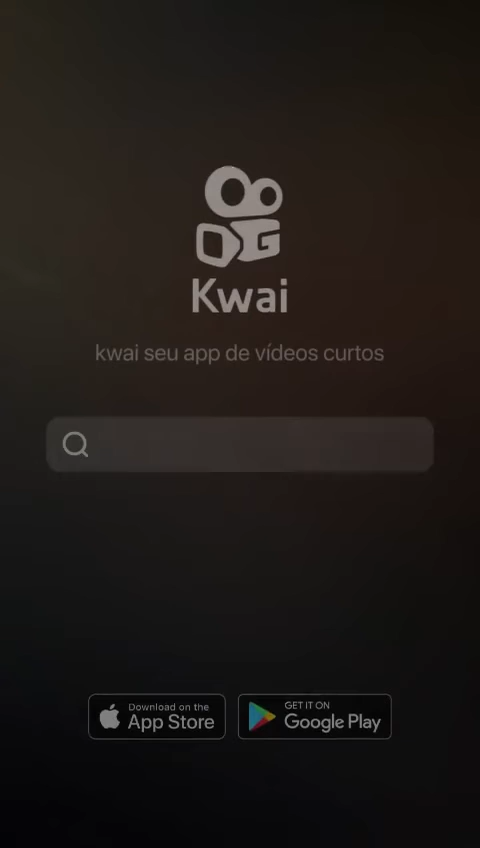 Kwai
kwai seu app de vídeos curtos
Download on the
App Store
GET IT ON
Google Play